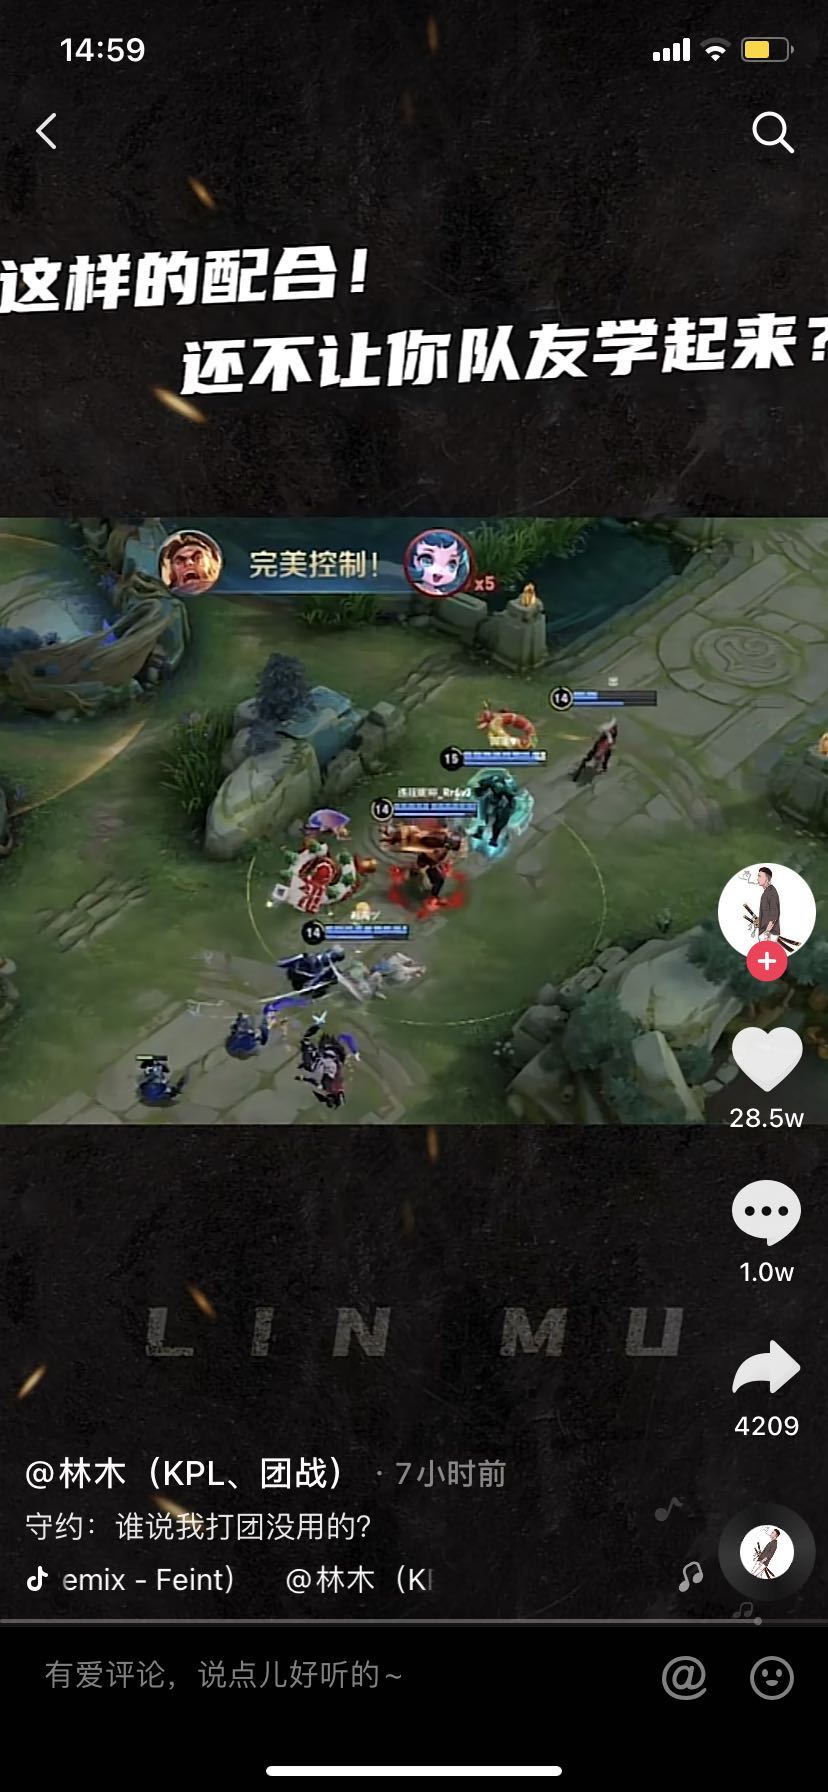 14:59
这样的配合！
还不让你队友学起来？
完美控制！
x5
14
15
14
14
28.5w
1.0w
LIN MU
4209
@林木（KPL、团战） · 7小时前
守约：谁说我打团没用的？
emix - Feint） @林木（K
有爱评论，说点儿好听的~